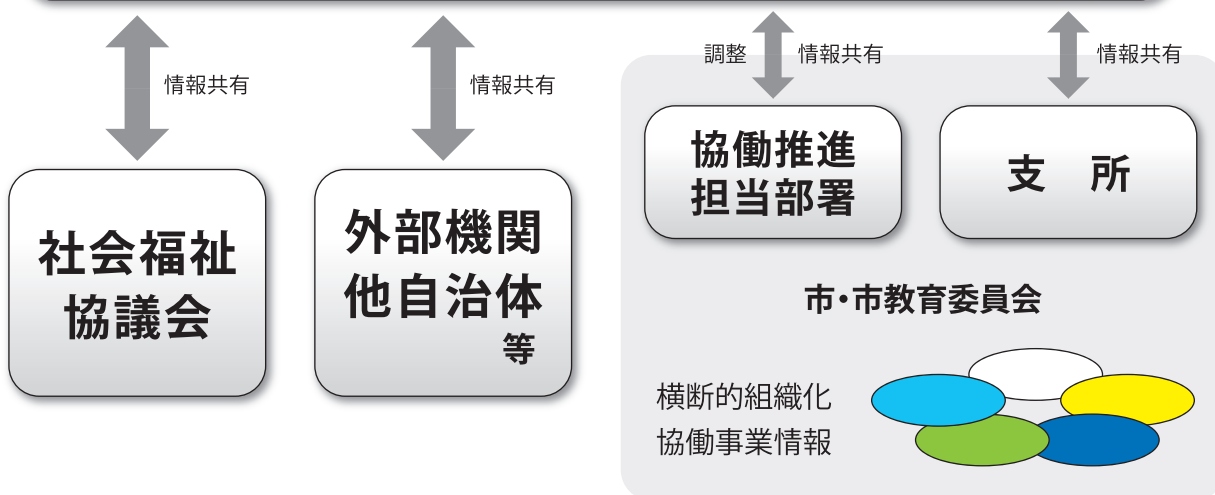 情報共有
情報共有
調整
情報共有
情報共有
社会福祉
協議会
外部機関
他自治体
等
協働推進
担当部署
支　所
市・市教育委員会
横断的組織化
協働事業情報